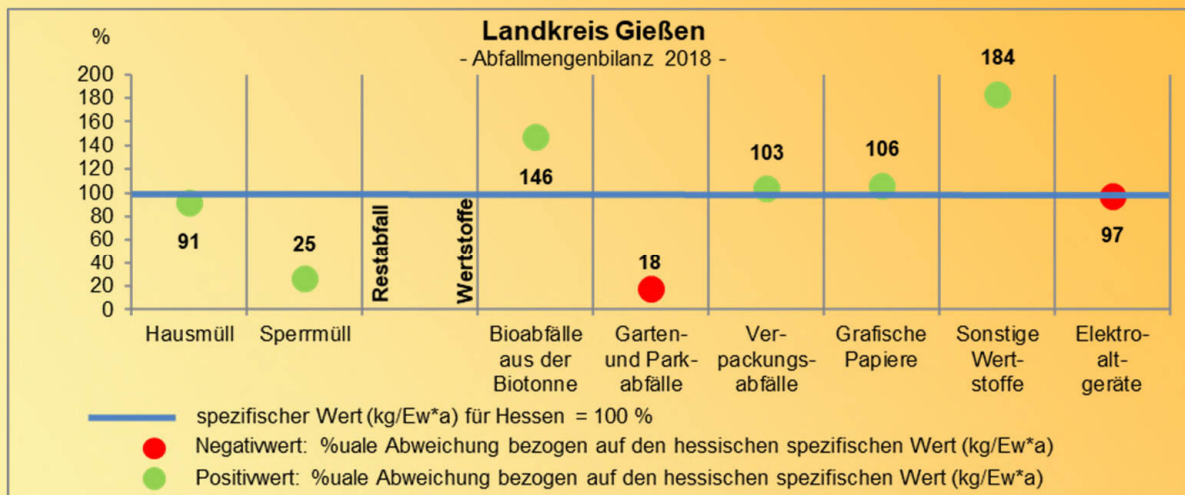 Landkreis Gießen
- Abfallmengenbilanz 2018 -
%
200
180
160
140
120
100
80
60
40
20
0
91
25
Restabfall
Wertstoffe
146
18
103
106
184
97
Hausmüll
Sperrmüll
Bioabfälle
aus der
Biotonne
Garten-
und Park-
abfälle
Ver-
packungs-
abfälle
Grafische
Papiere
Sonstige
Wert-
stoffe
Elektro-
alt-
geräte
spezifischer Wert (kg/Ew*a) für Hessen = 100 %
Negativwert: %uale Abweichung bezogen auf den hessischen spezifischen Wert (kg/Ew*a)
Positivwert: %uale Abweichung bezogen auf den hessischen spezifischen Wert (kg/Ew*a)